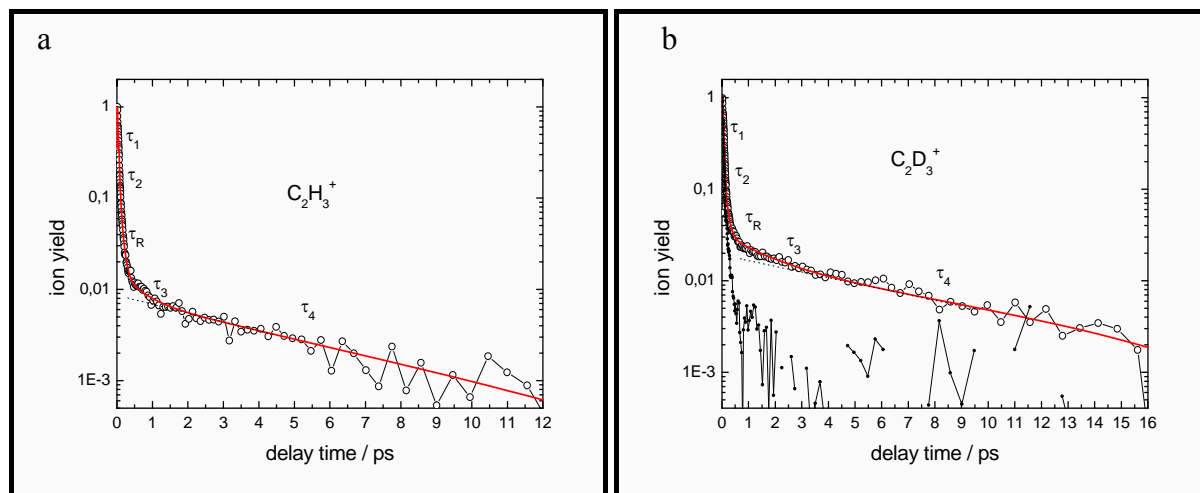 a
ion yield
1
0,1
0,01
1E-3
τ1
τ2
τR
τ3
τ4
C2H3+
0 1 2 3 4 5 6 7 8 9 10 11 12
delay time / ps
b
ion yield
1
0,1
0,01
1E-3
τ1
τ2
τR
τ3
τ4
C2D3+
0 1 2 3 4 5 6 7 8 9 10 11 12 13 14 15 16
delay time / ps